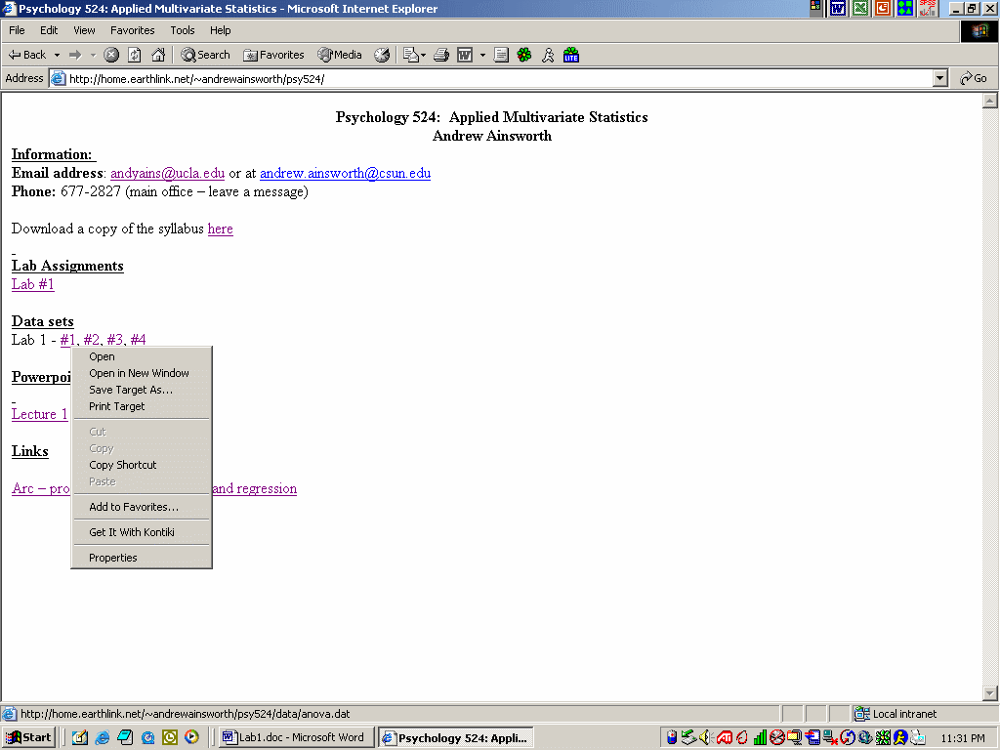 Psychology 524: Applied Multivariate Statistics - Microsoft Internet Explorer
File Edit View Favorites Tools Help
Back Search Favorites Media LITE
Address http://home.earthlink.net/~andrewainsworth/psy524/ Go
Psychology 524: Applied Multivariate Statistics
Andrew Ainsworth
Information:
Email address: andyains@ucla.edu or at andrew.ainsworth@csun.edu
Phone: 677-2827 (main office – leave a message)
Download a copy of the syllabus here
Lab Assignments
Lab #1
Data sets
Lab 1 - #1, #2, #3, #4
Open
Open in New Window
Save Target As...
Print Target
Cut
Copy
Copy Shortcut
Paste
Add to Favorites...
Get It With Kontiki
Properties
Powerpoi
Lecture 1
Links
Arc – pro and regression
http://home.earthlink.net/~andrewainsworth/psy524/data/anova.dat Local intranet
Start Lab1.doc - Microsoft Word Psychology 524: Appli... 11:31 PM